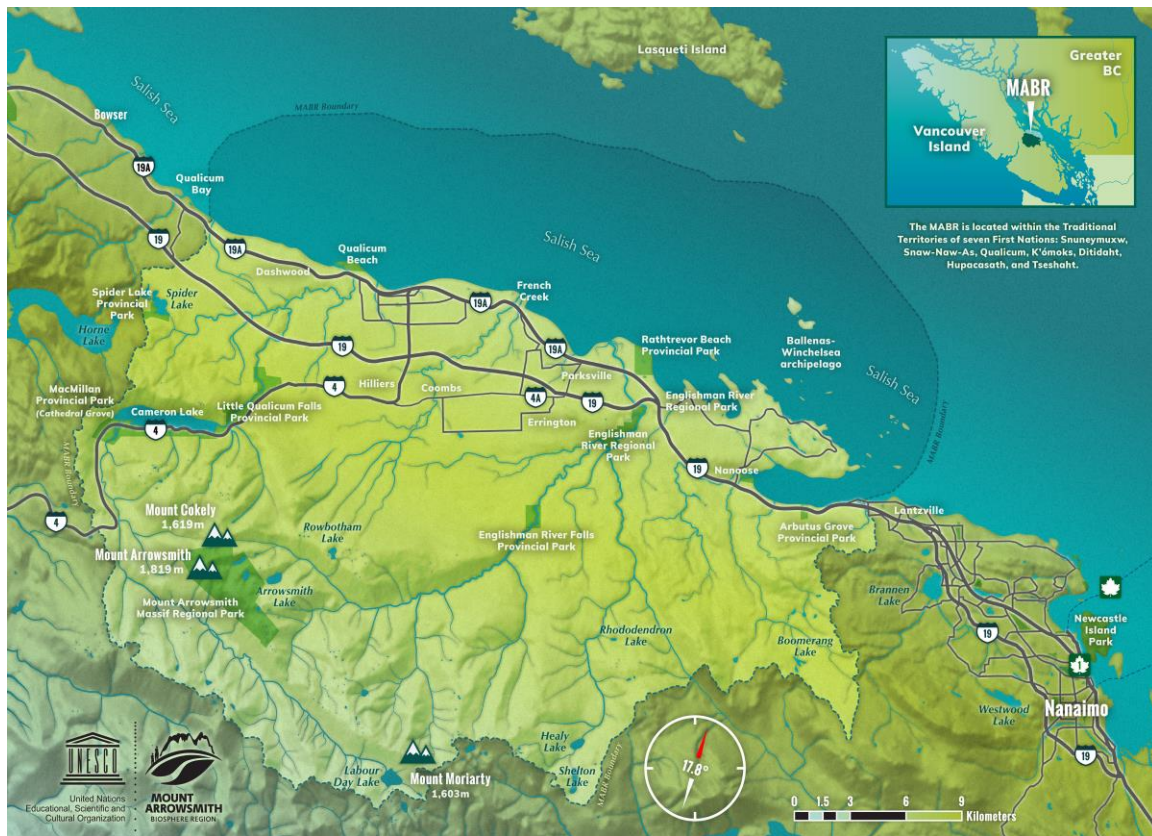 Lasqueti Island
Salish Sea
MABR Boundary
Bowser
19A
Qualicum
Bay
19
19A
Dashwood
Qualicum
Beach
Salish Sea
French
Creek
19A
Spider Lake
Provincial
Park
Spider
Lake
Horne
Lake
19
19A
Rathtrevor Beach
Provincial Park
Ballenas-
Winchelsea
archipelago
Salish Sea
MABR Boundary
MacMillan
Provincial Park
(Cathedral Grove)
Cameron Lake
4
Little Qualicum Falls
Provincial Park
4
Hilliers
Coombs
Parksville
4A
19
Errington
Englishman River
Regional Park
Englishman
River Regional
Park
19
Nanoose
MABR Boundary
4
Mount Cokely
1,619m
Mount Arrowsmith
1,819m
Mount Arrowsmith
Massif Regional Park
Rowbotham
Lake
Arrowsmith
Lake
Englishman River Falls
Provincial Park
Arbutus Grove
Provincial Park
Lantzville
Brannen
Lake
19
Newcastle
Island
Park
1
Rhododendron
Lake
Boomerang
Lake
Westwood
Lake
Nanaimo
19
Healy
Lake
Shelton
Lake
MABR Boundary
Labour
Day Lake
Mount Moriarty
1,603m
17.8°
0 1.5 3 6 9
Kilometers
Greater
BC
MABR
Vancouver
Island
The MABR is located within the Traditional
Territories of seven First Nations: Snuneymuxw,
Snaw-Naw-As, Qualicum, K'ómoks, Ditidaht,
Hupacasath, and Tseshaht.
UNESCO
United Nations
Educational, Scientific and
Cultural Organization
MOUNT
ARROWSMITH
BIOSPHERE REGION